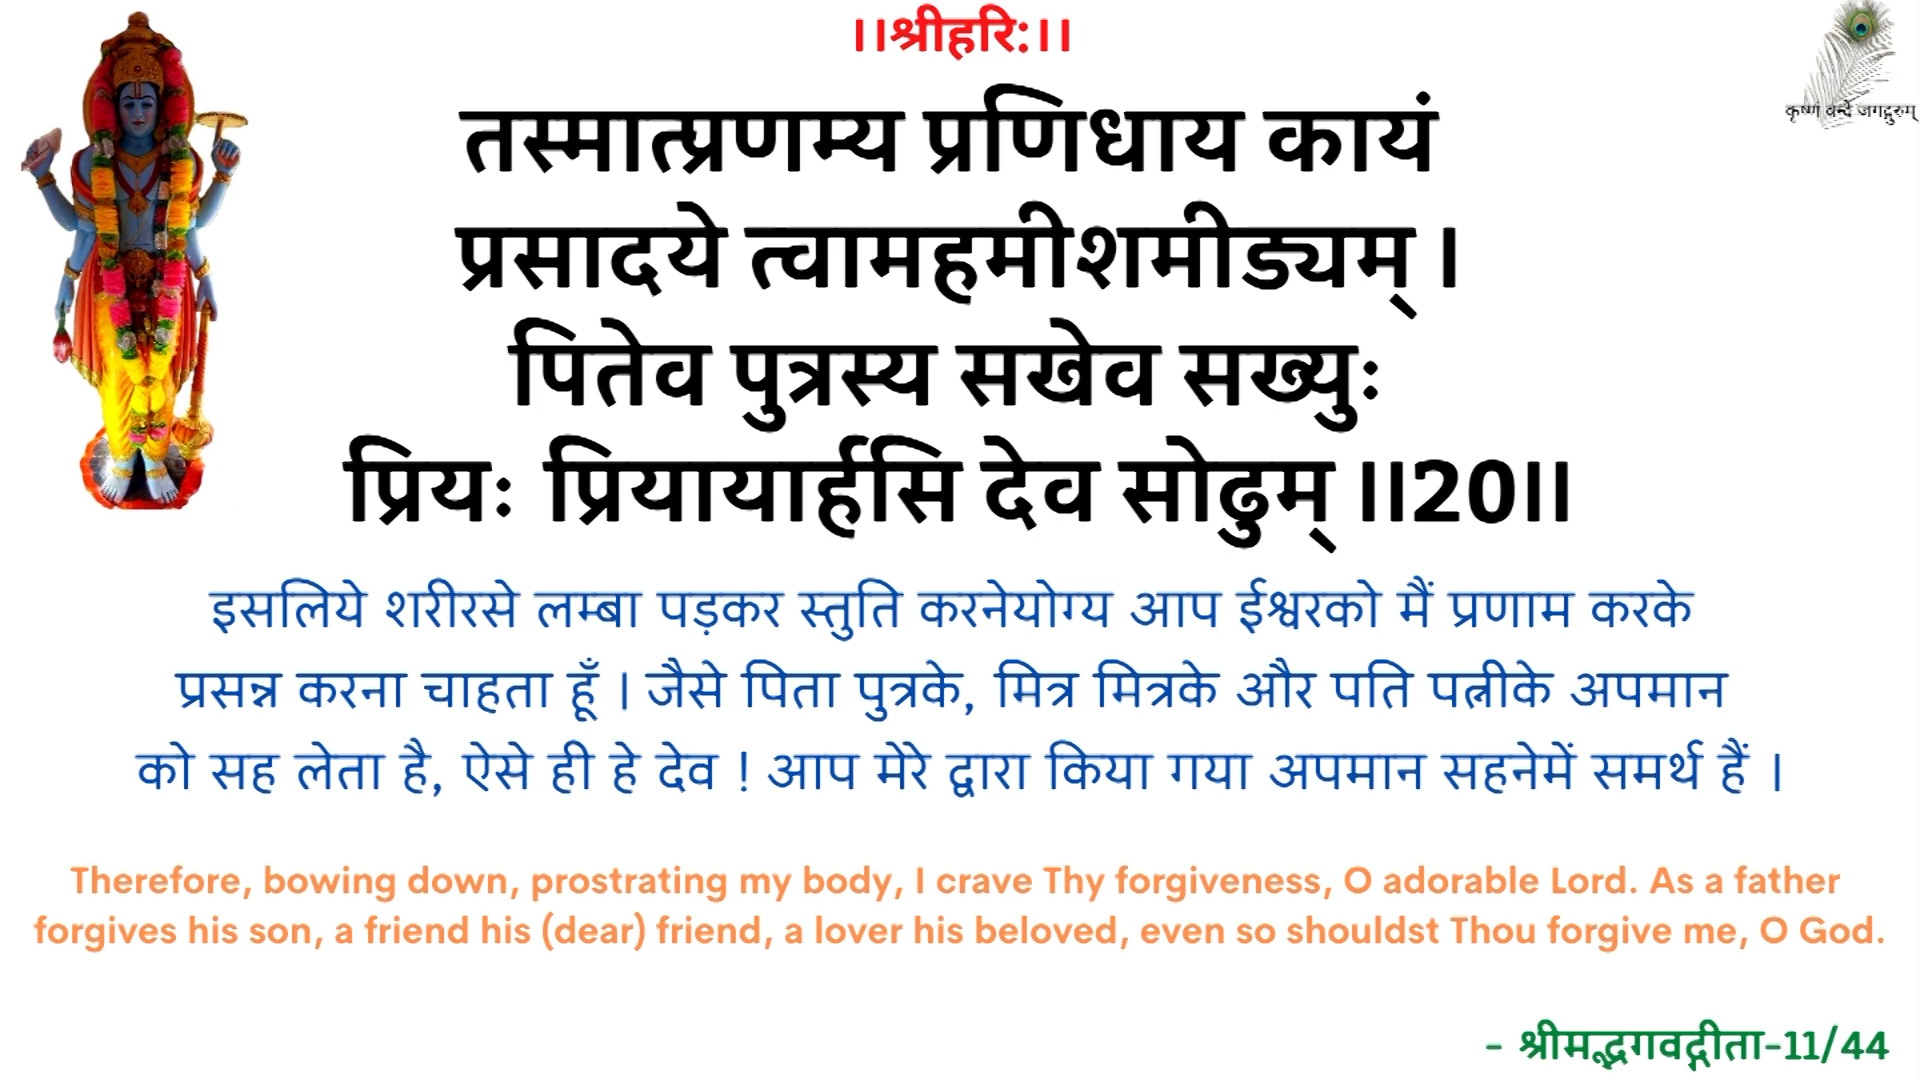 ।।श्रीहरि:।।
कृष्णं वन्दे जगद्गुरुम्
तस्मात्प्रणम्य प्रणिधाय कायं
प्रसादये त्वामहमीशमीड्यम् ।
पितेव पुत्रस्य सखेव सख्युः
प्रियः प्रियायार्हसि देव सोढुम् ।।20।।
इसलिये शरीरसे लम्बा पड़कर स्तुति करनेयोग्य आप ईश्वरको मैं प्रणाम करके
प्रसन्न करना चाहता हूँ । जैसे पिता पुत्रके, मित्र मित्रके और पति पत्नीके अपमान
को सह लेता है, ऐसे ही हे देव ! आप मेरे द्वारा किया गया अपमान सहनेमें समर्थ हैं ।
Therefore, bowing down, prostrating my body, I crave Thy forgiveness, O adorable Lord. As a father
forgives his son, a friend his (dear) friend, a lover his beloved, even so shouldst Thou forgive me, O God.
- श्रीमद्भगवद्गीता-11/44